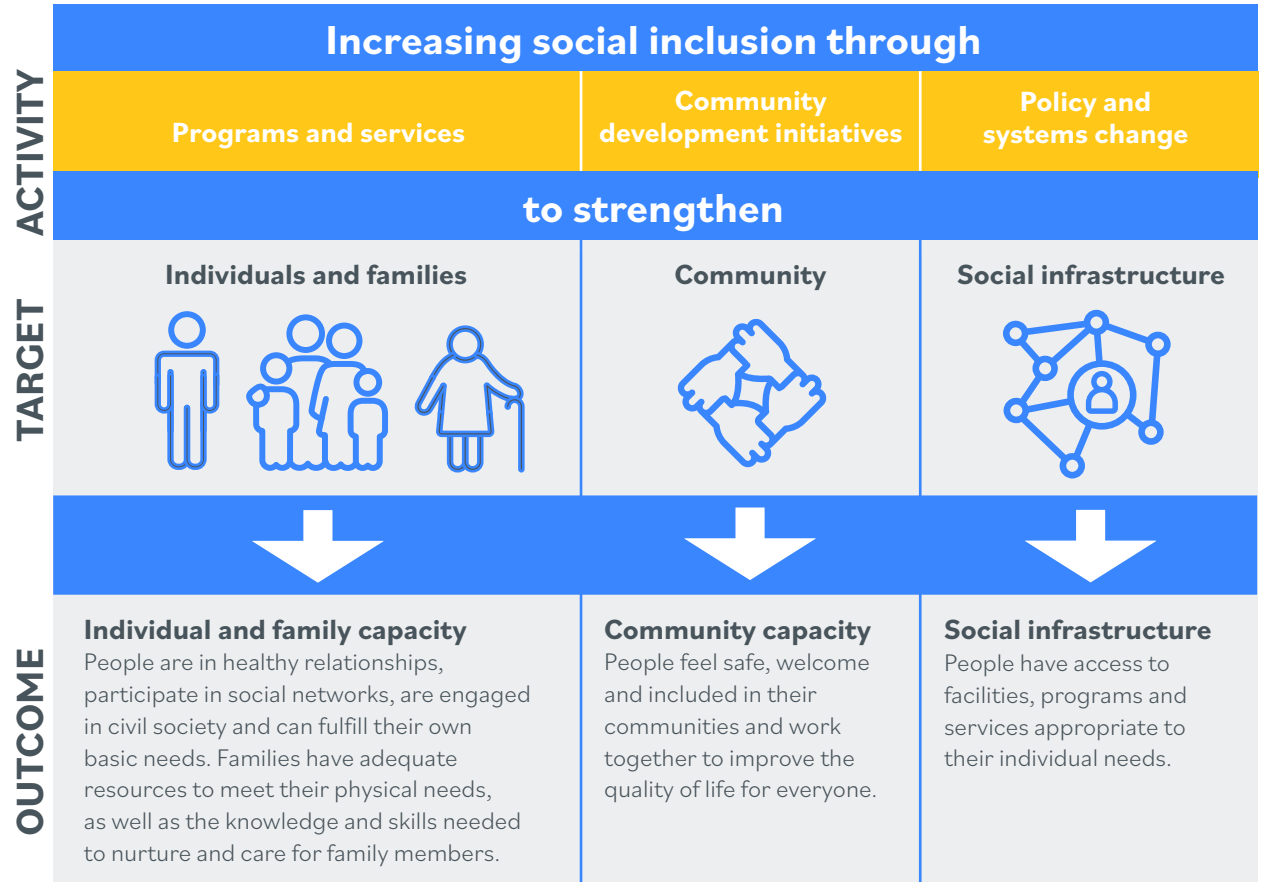 Increasing social inclusion through
ACTIVITY
Programs and services
Community
development initiatives
Policy and
systems change
to strengthen
TARGET
Individuals and families
Community
Social infrastructure
OUTCOME
Individual and family capacity
People are in healthy relationships,
participate in social networks, are engaged
in civil society and can fulfill their own
basic needs. Families have adequate
resources to meet their physical needs,
as well as the knowledge and skills needed
to nurture and care for family members.
Community capacity
People feel safe, welcome
and included in their
communities and work
together to improve the
quality of life for everyone.
Social infrastructure
People have access to
facilities, programs and
services appropriate to
their individual needs.